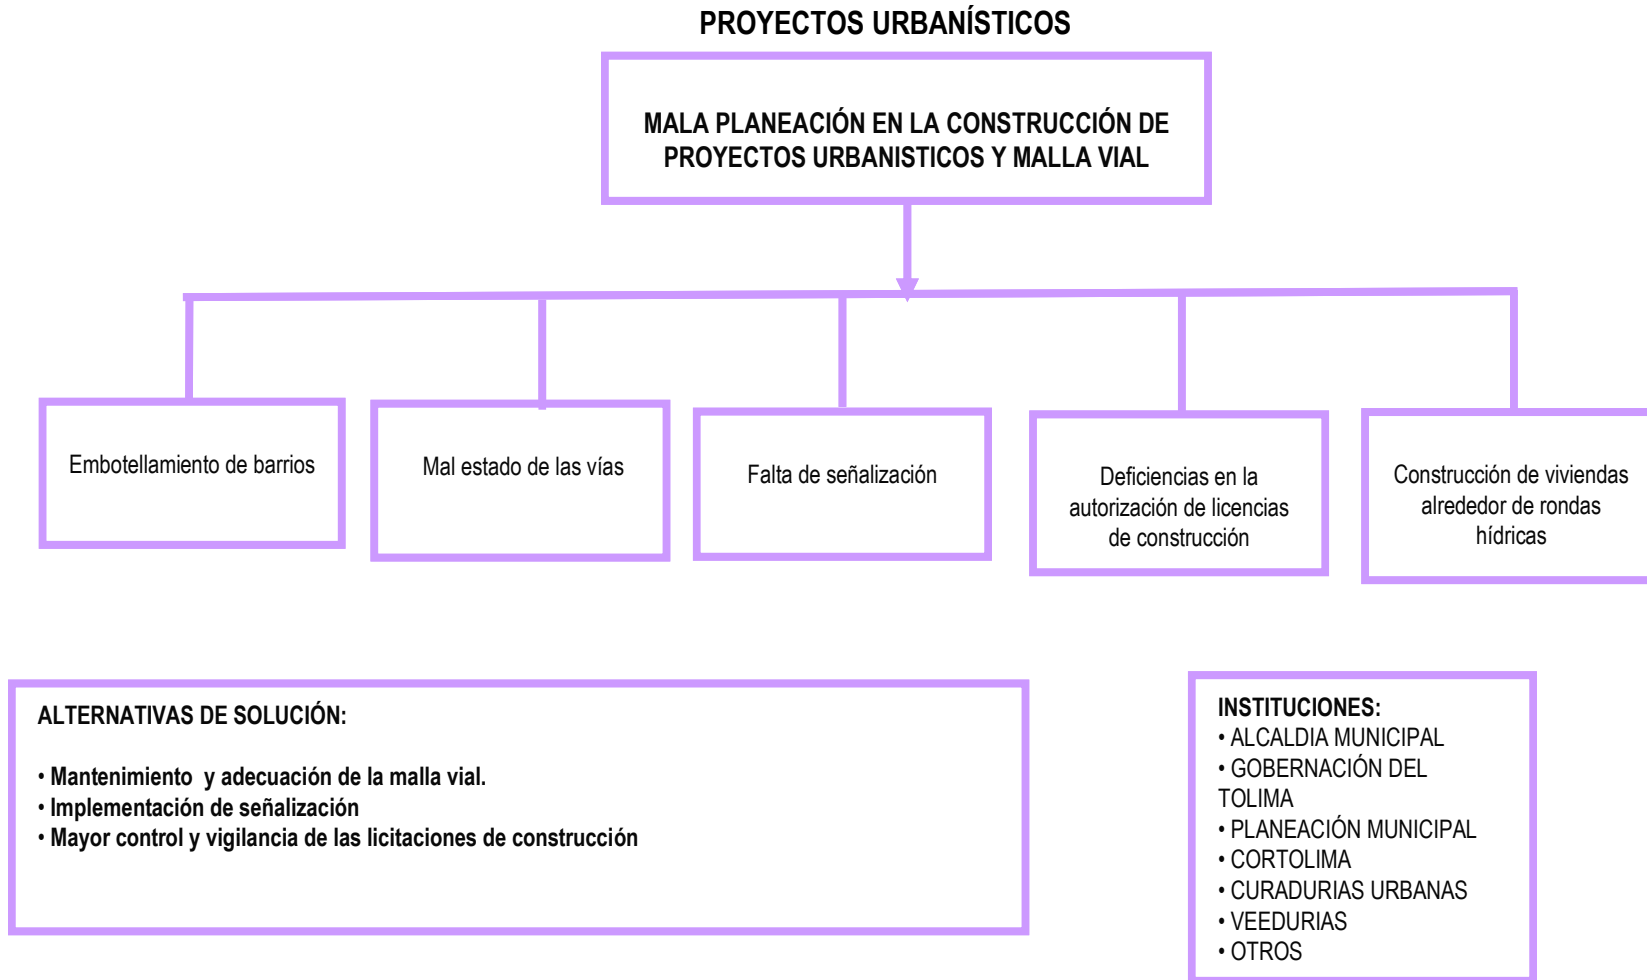 PROYECTOS URBANÍSTICOS
MALA PLANEACIÓN EN LA CONSTRUCCIÓN DE
PROYECTOS URBANISTICOS Y MALLA VIAL
Embotellamiento de barrios
Mal estado de las vías
Falta de señalización
Deficiencias en la
autorización de licencias
de construcción
Construcción de viviendas
alrededor de rondas
hídricas
ALTERNATIVAS DE SOLUCIÓN:
• Mantenimiento y adecuación de la malla vial.
• Implementación de señalización
• Mayor control y vigilancia de las licitaciones de construcción
INSTITUCIONES:
• ALCALDIA MUNICIPAL
• GOBERNACIÓN DEL
TOLIMA
• PLANEACIÓN MUNICIPAL
• CORTOLIMA
• CURADURIAS URBANAS
• VEEDURIAS
• OTROS